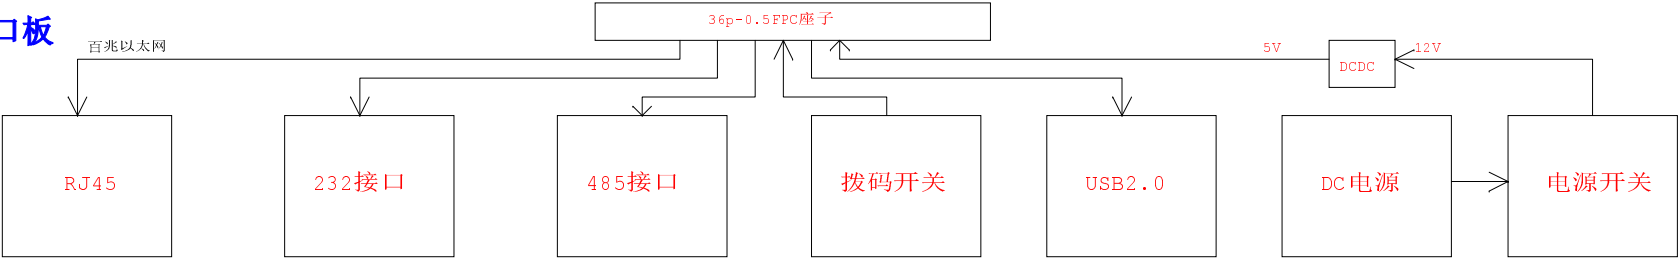 36p-0.5FPC座子
口板
百兆以太网
5V
12V
DCDC
RJ45
232接口
485接口
拨码开关
USB2.0
DC电源
电源开关